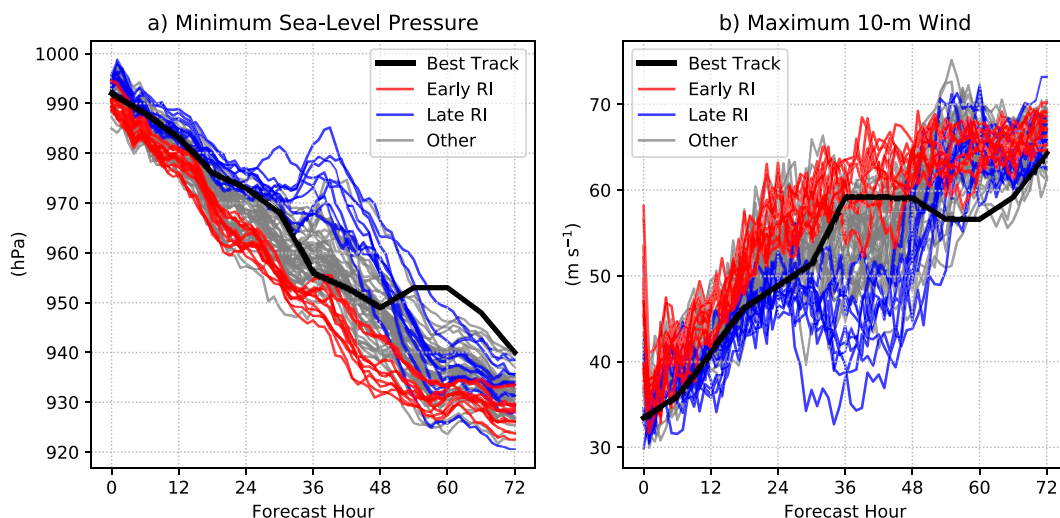 a) Minimum Sea-Level Pressure
1000
990
980
970
960
950
940
930
920
(hPa)
0 12 24 36 48 60 72
Forecast Hour
Best Track
Early RI
Late RI
Other
b) Maximum 10-m Wind
70
60
50
40
30
(m s⁻¹)
0 12 24 36 48 60 72
Forecast Hour
Best Track
Early RI
Late RI
Other